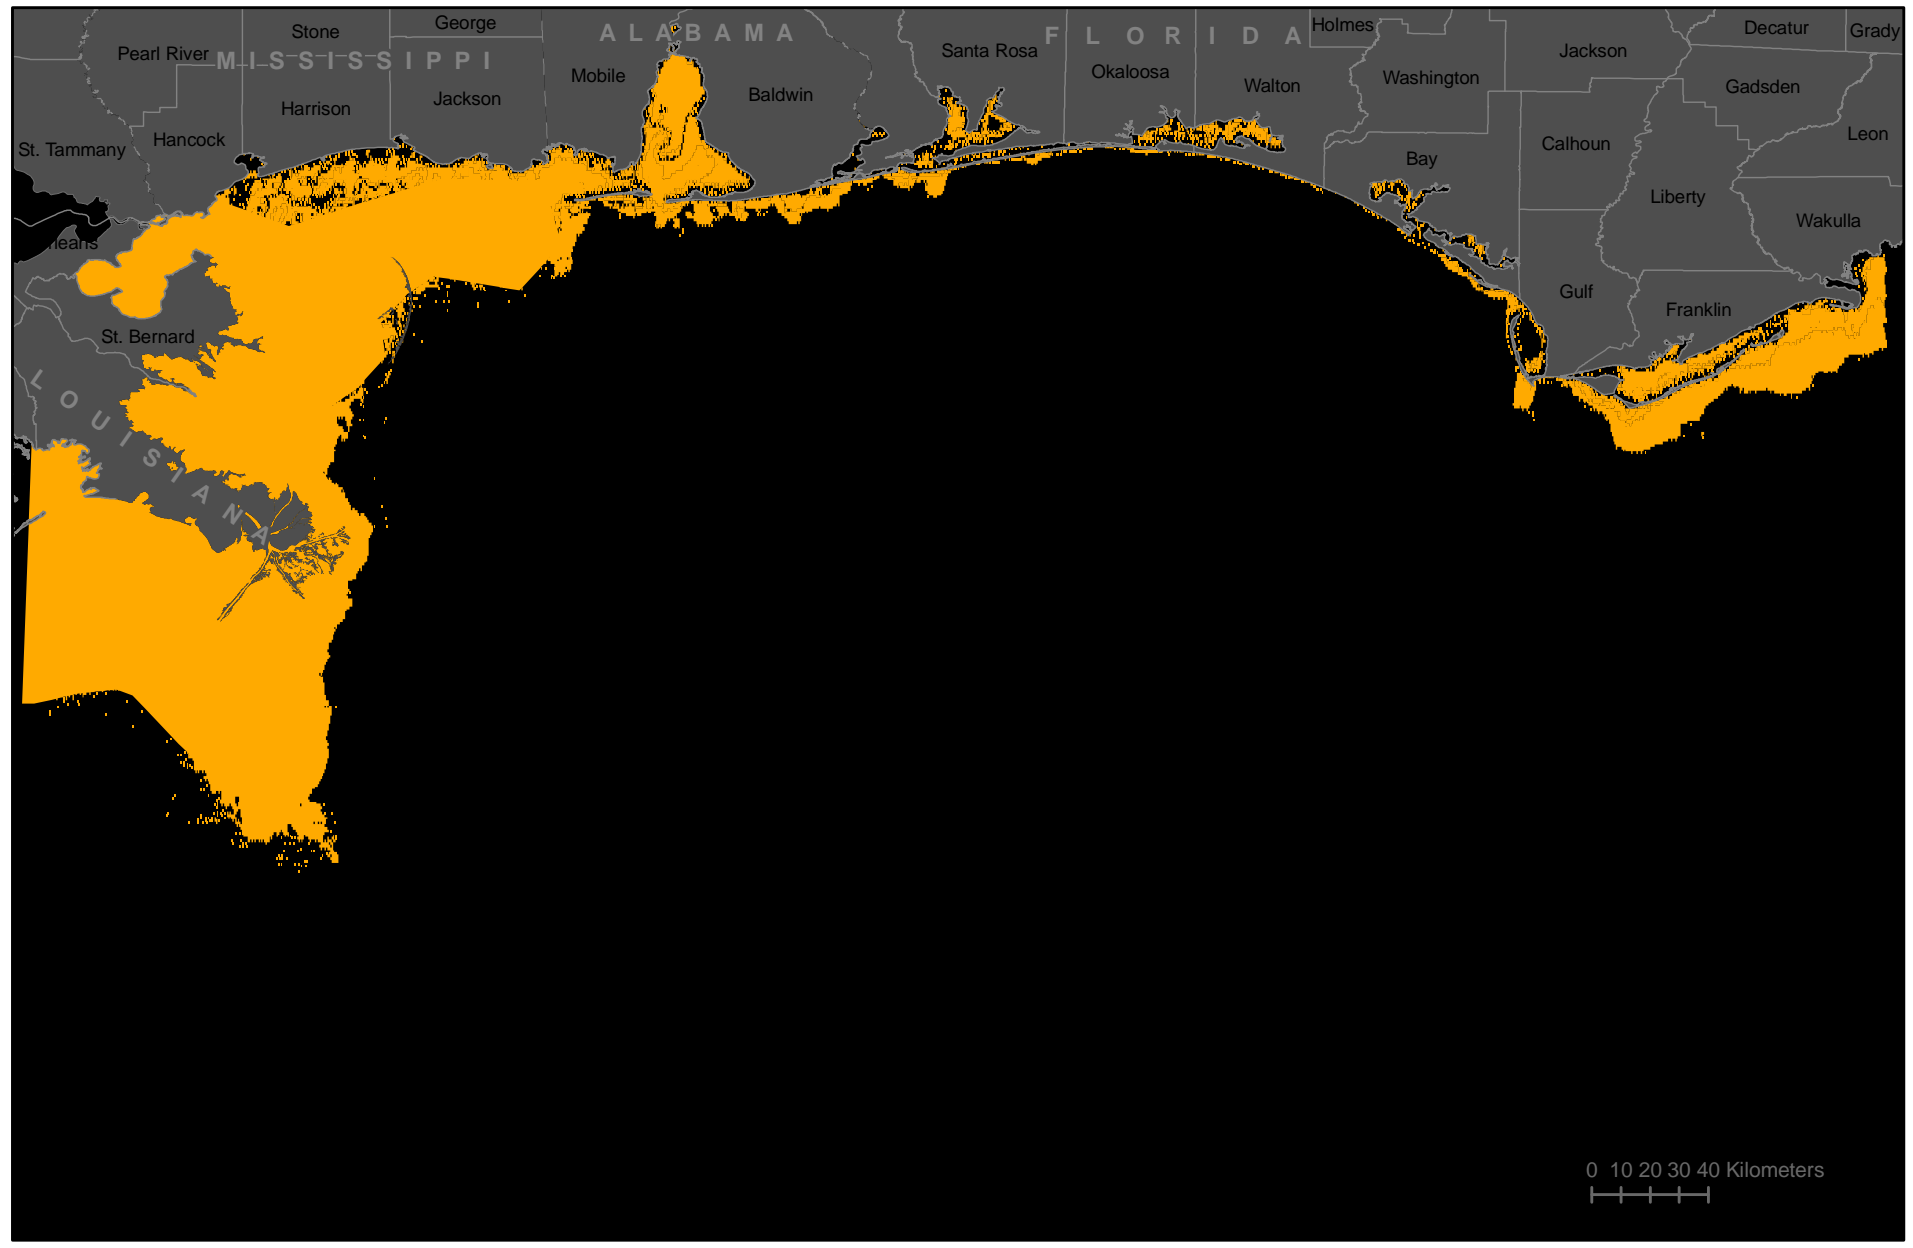 Stone
George
ALABAMA
FLORIDA
Holmes
Decatur
Grady
Pearl River
MISSISSIPPI
Mobile
Santa Rosa
Okaloosa
Walton
Washington
Jackson
Gadsden
Harrison
Jackson
Baldwin
St. Tammany
Hancock
Bay
Calhoun
Leon
Liberty
Wakulla
leans
Gulf
Franklin
St. Bernard
LOUISIANA
0 10 20 30 40 Kilometers